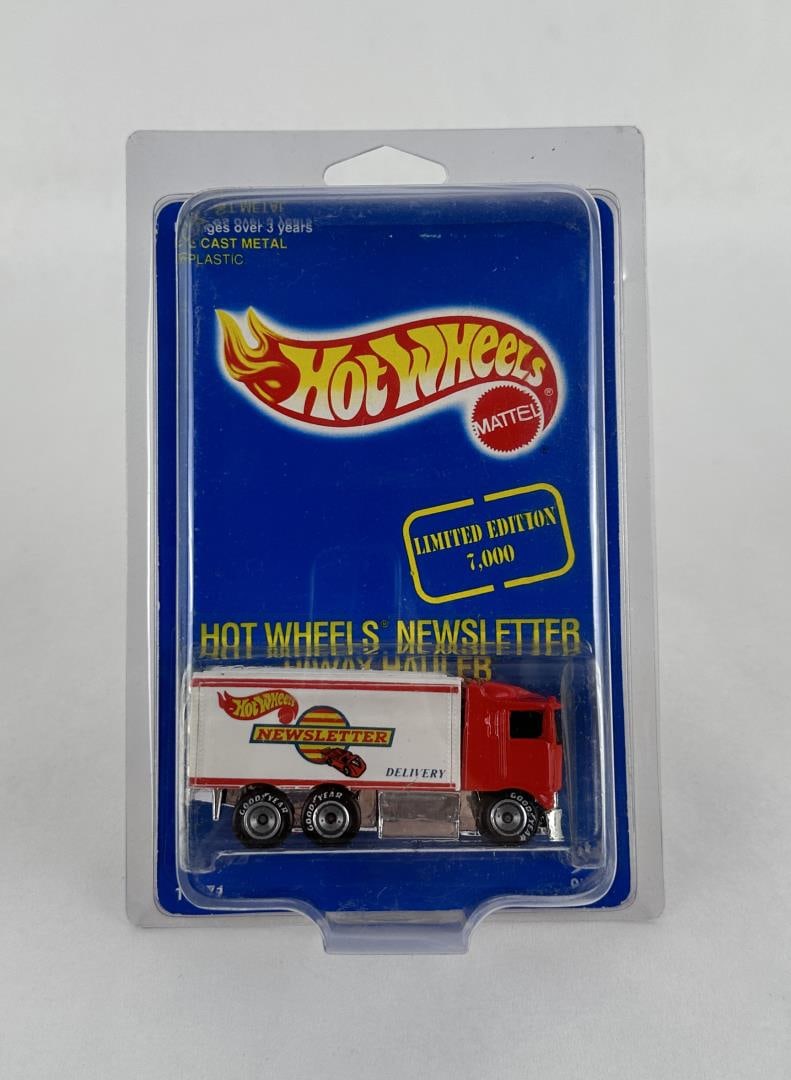 ges over 3 years
CAST METAL
PLASTIC
HOT WHEELS
®
MATTEL
LIMITED EDITION
7,000
HOT WHEELS® NEWSLETTER
HIWAY HAULER
HOT WHEELS
NEWSLETTER
DELIVERY
GOODYEAR
GOODYEAR
GOODYEAR